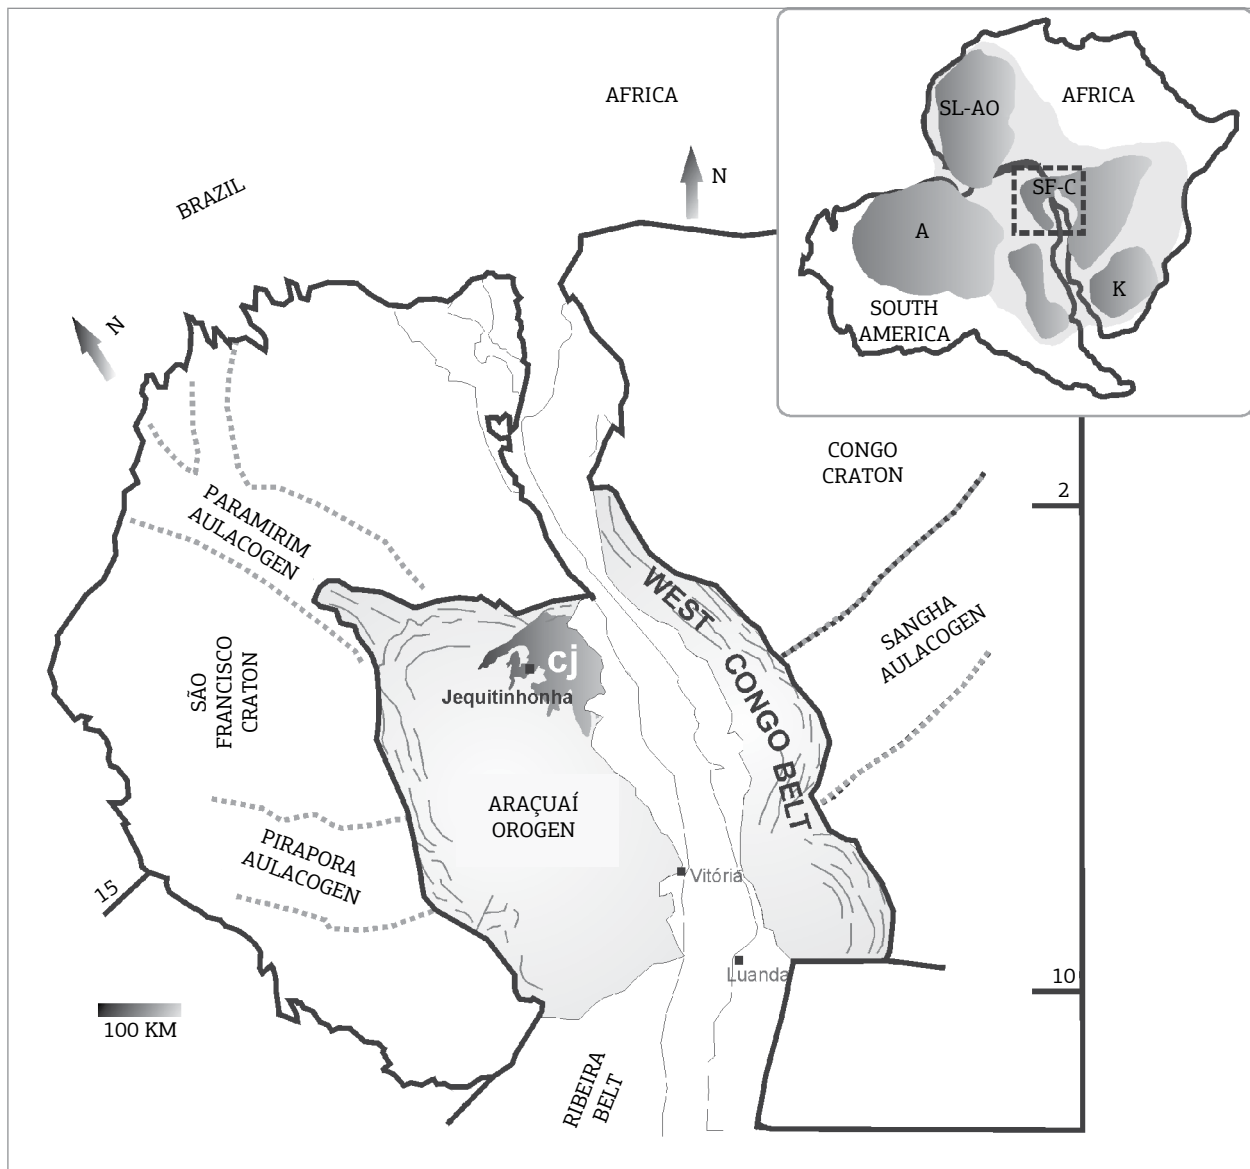 AFRICA
N
BRAZIL
N
SL-AO
AFRICA
SF-C
A
K
SOUTH
AMERICA
CONGO
CRATON
2
PARAMIRIM
AULACOGEN
WEST CONGO BELT
SANGHA
AULACOGEN
SÃO
FRANCISCO
CRATON
cj
Jequitinhonha
ARAÇUAÍ
OROGEN
PIRAPORA
AULACOGEN
15
Vitória
Luanda
10
100 KM
RIBEIRA
BELT